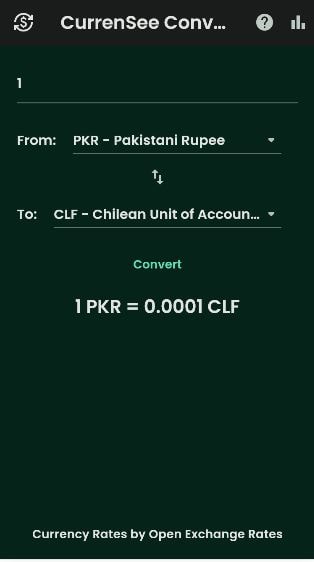 CurrenSee Conv...
1
From: PKR - Pakistani Rupee
To: CLF - Chilean Unit of Accoun...
Convert
1 PKR = 0.0001 CLF
Currency Rates by Open Exchange Rates